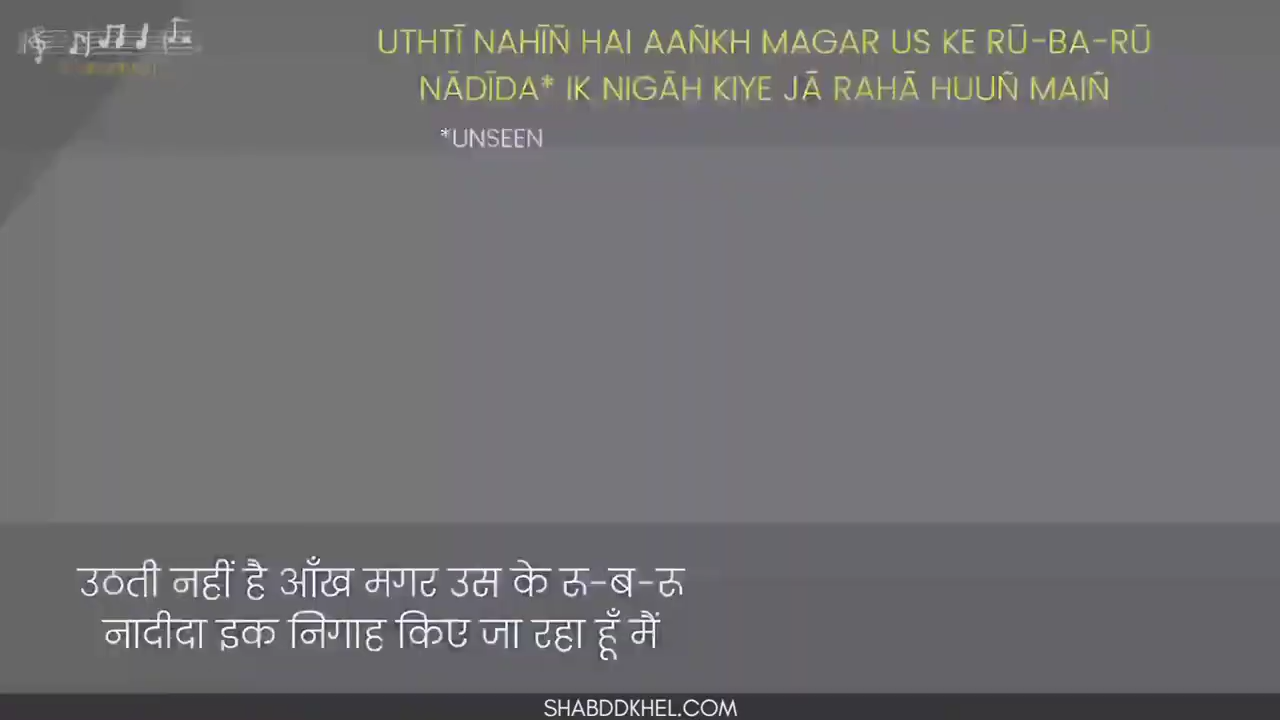 UTHTĪ NAHĪÑ HAI AAÑKH MAGAR US KE RŪ-BA-RŪ
NĀDĪDA* IK NIGĀH KIYE JĀ RAHĀ HUUÑ MAIÑ
*UNSEEN
उठती नहीं है आँख मगर उस के रू-ब-रू
नादीदा इक निगाह किए जा रहा हूँ मैं
SHABDDKHEL.COM